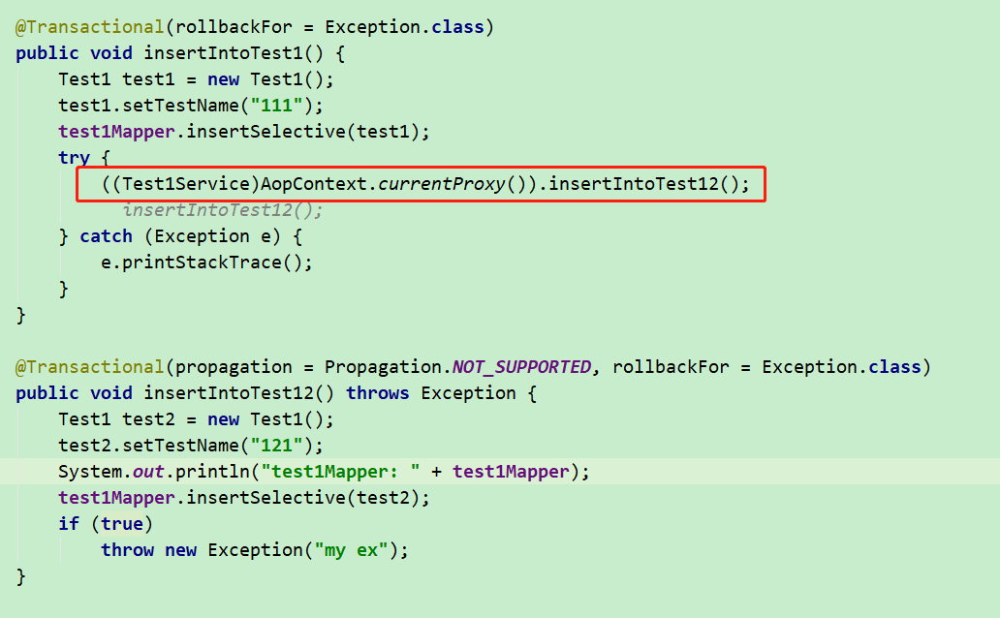 @Transactional(rollbackFor = Exception.class)
public void insertIntoTest1() {
Test1 test1 = new Test1();
test1.setTestName("111");
test1Mapper.insertSelective(test1);
try {
((Test1Service)AopContext.currentProxy()).insertIntoTest12();
insertIntoTest12();
} catch (Exception e) {
e.printStackTrace();
}
}
@Transactional(propagation = Propagation.NOT_SUPPORTED, rollbackFor = Exception.class)
public void insertIntoTest12() throws Exception {
Test1 test2 = new Test1();
test2.setTestName("121");
System.out.println("test1Mapper: " + test1Mapper);
test1Mapper.insertSelective(test2);
if (true)
throw new Exception("my ex");
}